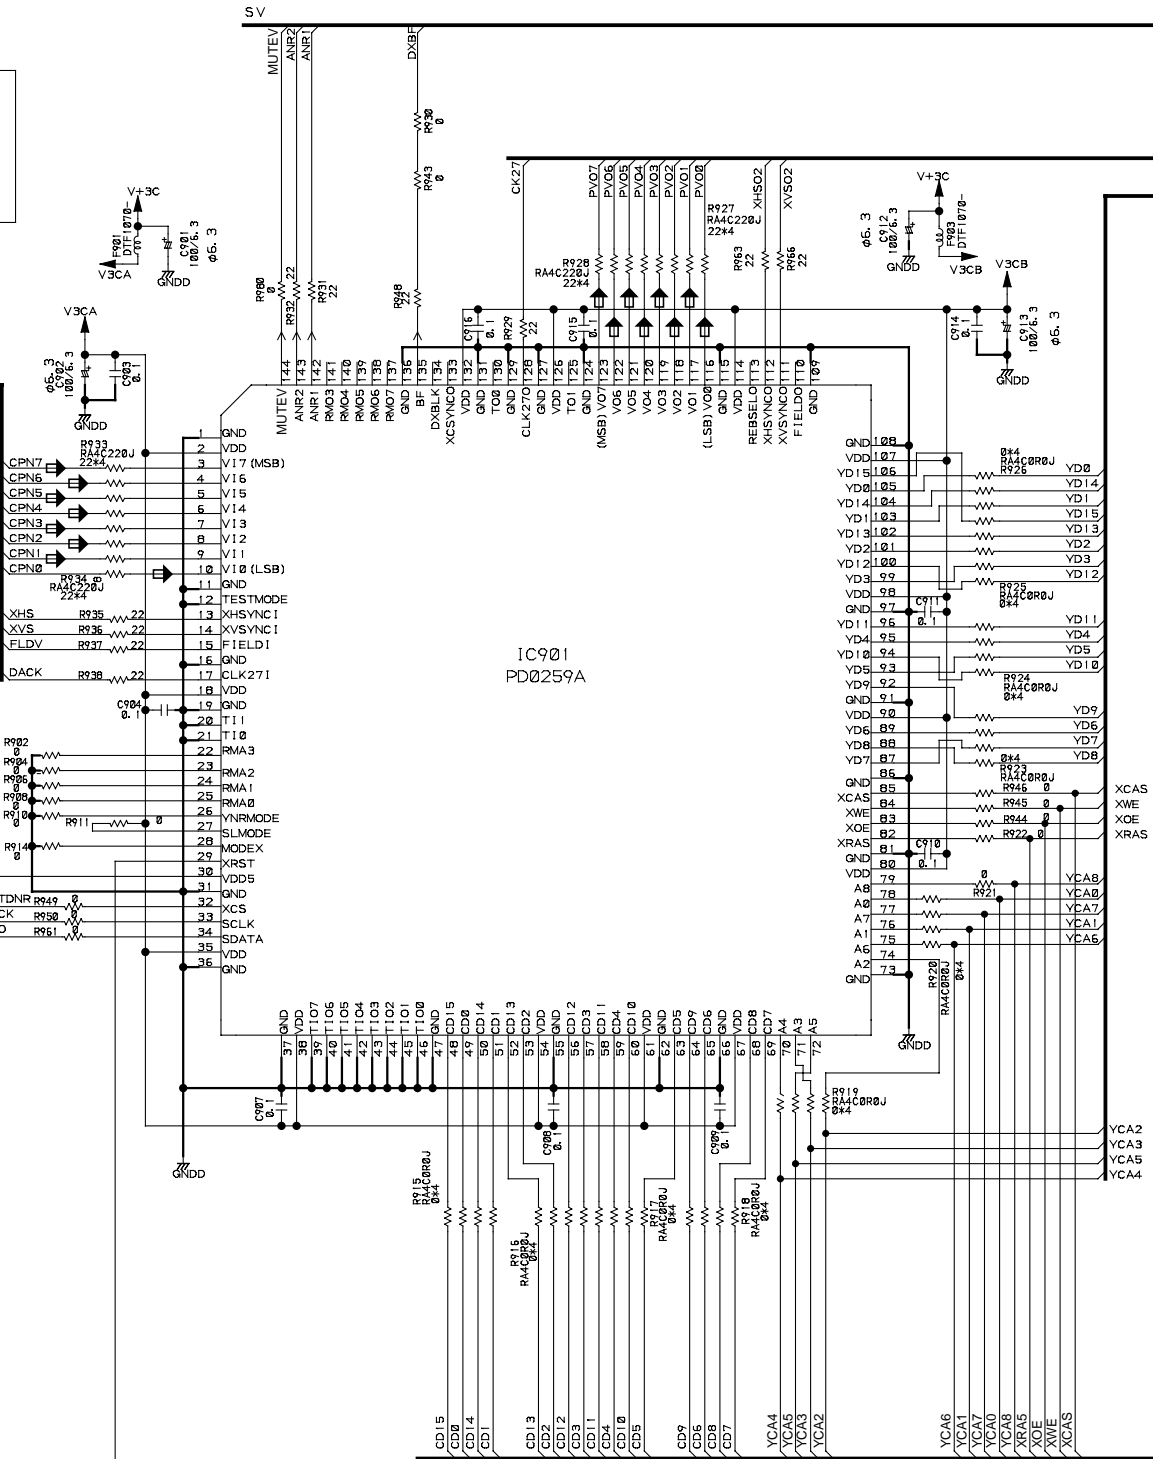 SV
MUTEV
ANR2
ANR1
DXBF
R930
0
R943
0
CK27
PVO7
PVO6
PVO5
PVO4
PVO3
PVO2
PVO1
PVO0
XHSO2
XVSO2
R927
RA4C220J
22*4
R928
RA4C220J
22*4
R963
22
R966
22
V+3C
F901
DTF1070-
C901
100/6.3
φ6.3
V3CA
GNDD
V+3C
φ6.3
C912
100/6.3
F903
DTF1070-
GNDD
V3CB
R980
0
R932
22
R931
22
R948
22
V3CB
C914
0.1
C913
100/6.3
φ6.3
GNDD
V3CA
φ6.3
C902
100/6.3
C903
0.1
GNDD
C916
0.1
R929
22
C915
0.1
144 MUTEV
143 ANR2
142 ANR1
141 RMO3
140 RMO4
139 RMO5
138 RMO6
137 RMO7
136 GND
135 BF
134 DXBLK
133 XCSYNCO
132 VDD
131 GND
130 TO0
129 GND
128 CLK27O
127 GND
126 VDD
125 TO1
124 GND
123 (MSB)VO7
122 VO6
121 VO5
120 VO4
119 VO3
118 VO2
117 VO1
116 (LSB)VO0
115 GND
114 VDD
113 REBSELO
112 XHSYNCO
111 XVSYNCO
110 FIELDO
109 GND
R933
RA4C220J
22*4
CPN7
CPN6
CPN5
CPN4
CPN3
CPN2
CPN1
CPN0
RA4C220J
22*4
XHS R935 22
XVS R936 22
FLDV R937 22
DACK R938 22
C904
0.1
R902
0
R904
0
R906
0
R908
0
R910
0
R911 0
R914
0
TDNR R949 0
CK R950 0
O R951 0
1 GND
2 VDD
3 VI7(MSB)
4 VI6
5 VI5
6 VI4
7 VI3
8 VI2
9 VI1
10 VI0(LSB)
11 GND
12 TESTMODE
13 XHSYNCI
14 XVSYNCI
15 FIELDI
16 GND
17 CLK27I
18 VDD
19 GND
20 TI1
21 TI0
22 RMA3
23 RMA2
24 RMA1
25 RMA0
26 YNRMODE
27 SLMODE
28 MODEX
29 XRST
30 VDD5
31 GND
32 XCS
33 SCLK
34 SDATA
35 VDD
36 GND
IC901
PD0259A
GND 108
VDD 107
YD15 106
YD0 105
YD14 104
YD1 103
YD13 102
YD2 101
YD12 100
YD3 99
VDD 98
GND 97
YD11 96
YD4 95
YD10 94
YD5 93
YD9 92
GND 91
VDD 90
YD6 89
YD8 88
YD7 87
GND 86
XCAS 85
XWE 84
XOE 83
XRAS 82
GND 81
VDD 80
A8 79
A0 78
A7 77
A1 76
A6 75
A2 74
GND 73
0*4
RA4C0R0J
R926
YD0
YD14
YD1
YD15
YD13
YD2
YD3
YD12
R925
RA4C0R0J
0*4
C911
0.1
YD11
YD4
YD5
YD10
R924
RA4C0R0J
0*4
YD9
YD6
YD7
YD8
0*4
R923
RA4C0R0J
R946 0
R945 0
R944 0
R922 0
XCAS
XWE
XOE
XRAS
C910
0.1
0
R921
YCA8
YCA0
YCA7
YCA1
YCA6
R920
RA4C0R0J
0*4
GNDD
37 GND
38 VDD
39 TIO7
40 TIO6
41 TIO5
42 TIO4
43 TIO3
44 TIO2
45 TIO1
46 TIO0
47 GND
48 CD15
49 CD0
50 CD14
51 CD1
52 CD13
53 CD2
54 VDD
55 GND
56 CD12
57 CD3
58 CD11
59 CD4
60 CD10
61 VDD
62 GND
63 CD5
64 CD9
65 CD6
66 GND
67 VDD
68 CD8
69 CD7
70 A4
71 A3
72 A5
C907
0.1
C908
0.1
C909
0.1
R919
RA4C0R0J
0*4
YCA2
YCA3
YCA5
YCA4
GNDD
R915
RA4C0R0J
0*4
R916
RA4C0R0J
0*4
R917
RA4C0R0J
0*4
R918
RA4C0R0J
0*4
CD15
CD0
CD14
CD1
CD13
CD2
CD12
CD3
CD11
CD4
CD10
CD5
CD9
CD6
CD8
CD7
YCA4
YCA5
YCA3
YCA2
YCA6
YCA1
YCA7
YCA0
YCA8
XRAS
XOE
XWE
XCAS